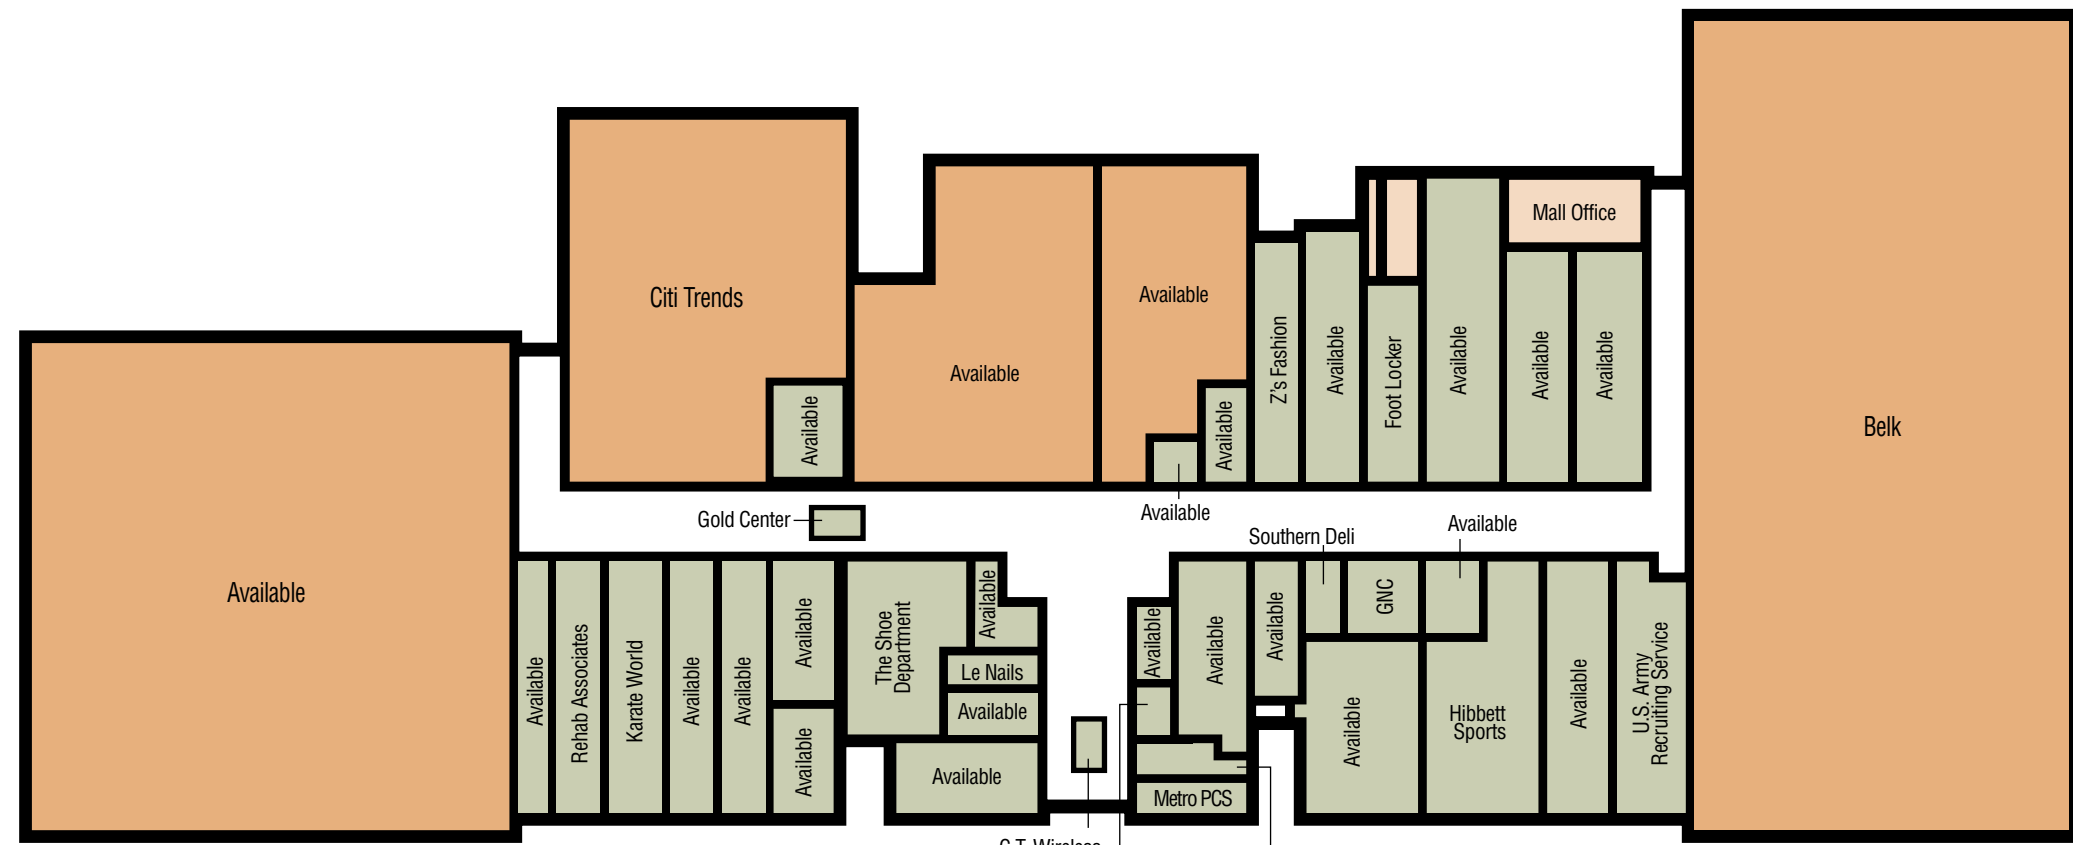 Mall Office
Citi Trends
Available
Available
Z's Fashion
Available
Foot Locker
Available
Available
Available
Available
Available
Available
Belk
Available
Gold Center
Available
Southern Deli
Available
Available
Rehab Associates
Karate World
Available
Available
Available
Available
The Shoe
Department
Available
Le Nails
Available
Available
Available
Available
Available
GNC
Available
Hibbett
Sports
Available
U.S. Army
Recruiting Service
Metro PCS
C.T. Wireless